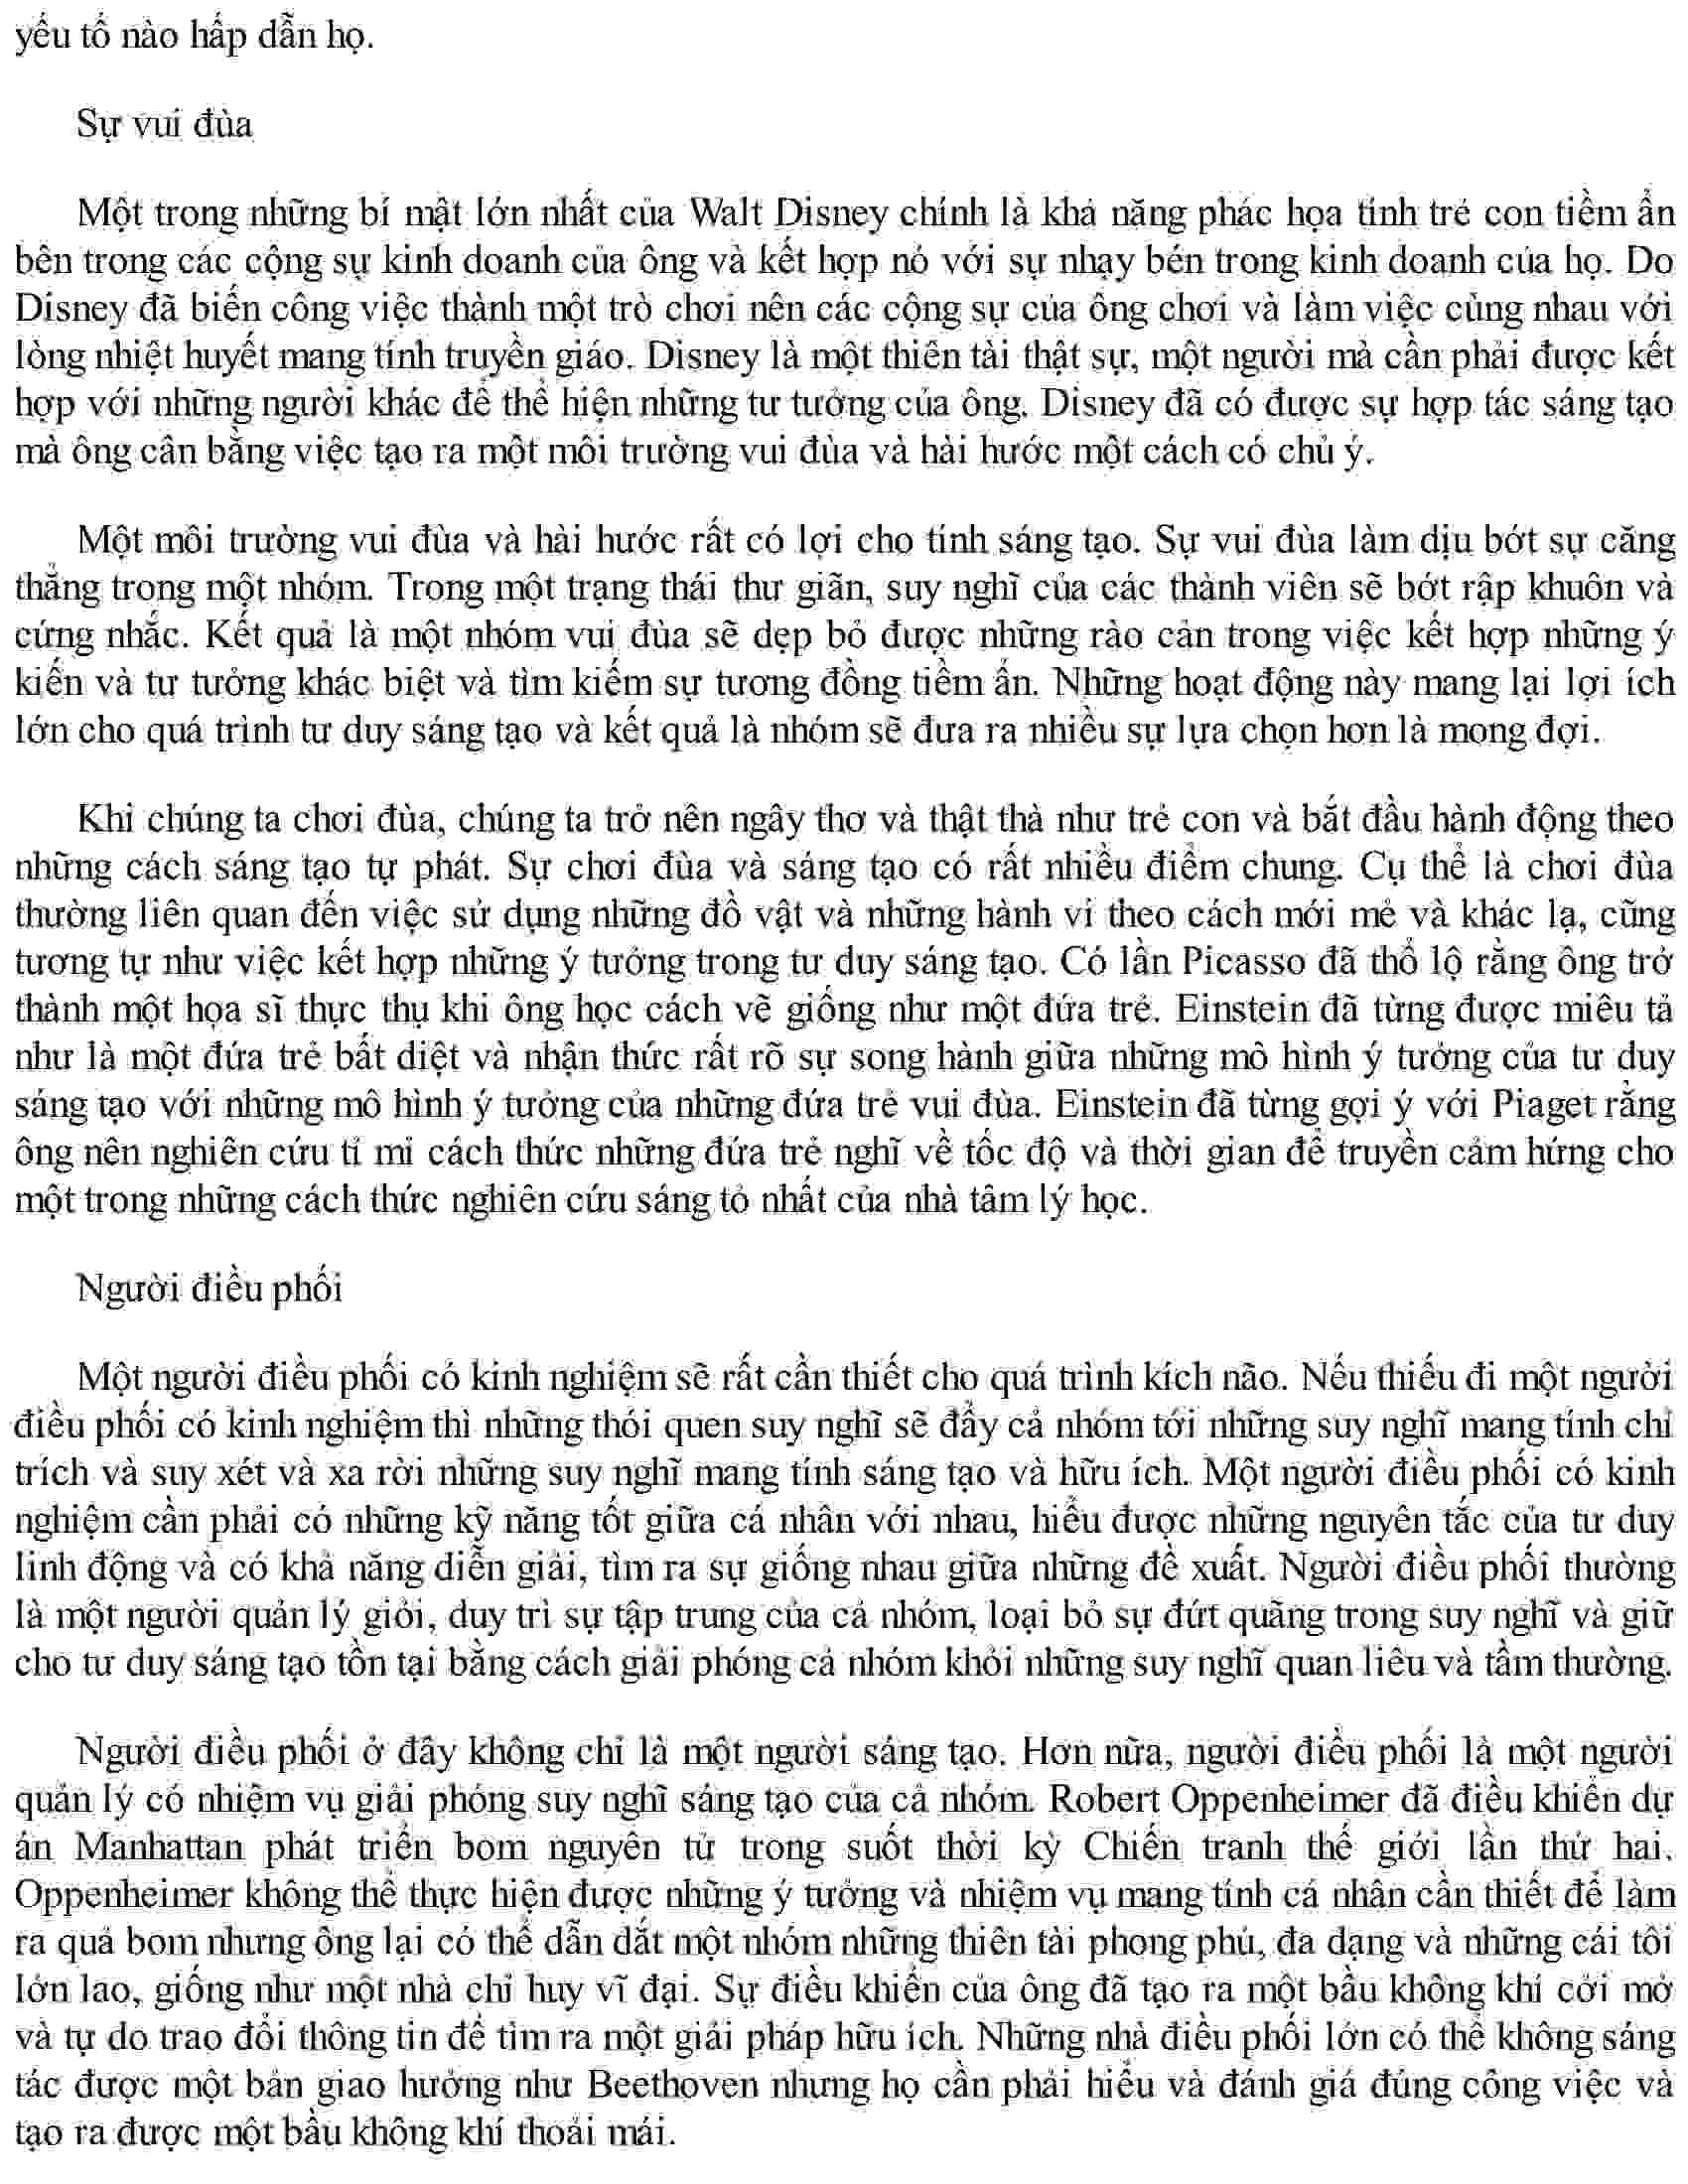 yếu tố nào hấp dẫn họ.
Sự vui đùa
Một trong những bí mật lớn nhất của Walt Disney chính là khả năng phác họa tính trẻ con tiềm ẩn
bên trong các cộng sự kinh doanh của ông và kết hợp nó với sự nhạy bén trong kinh doanh của họ. Do
Disney đã biến công việc thành một trò chơi nên các cộng sự của ông chơi và làm việc cùng nhau với
lòng nhiệt huyết mang tính truyền giáo. Disney là một thiên tài thật sự, một người mà cần phải được kết
hợp với những người khác để thể hiện những tư tưởng của ông. Disney đã có được sự hợp tác sáng tạo
mà ông cần bằng việc tạo ra một môi trường vui đùa và hài hước một cách có chủ ý.
Một môi trường vui đùa và hài hước rất có lợi cho tính sáng tạo. Sự vui đùa làm dịu bớt sự căng
thẳng trong một nhóm. Trong một trạng thái thư giãn, suy nghĩ của các thành viên sẽ bớt rập khuôn và
cứng nhắc. Kết quả là một nhóm vui đùa sẽ dẹp bỏ được những rào cản trong việc kết hợp những ý
kiến và tư tưởng khác biệt và tìm kiếm sự tương đồng tiềm ẩn. Những hoạt động này mang lại lợi ích
lớn cho quá trình tư duy sáng tạo và kết quả là nhóm sẽ đưa ra nhiều sự lựa chọn hơn là mong đợi.
Khi chúng ta chơi đùa, chúng ta trở nên ngây thơ và thật thà như trẻ con và bắt đầu hành động theo
những cách sáng tạo tự phát. Sự chơi đùa và sáng tạo có rất nhiều điểm chung. Cụ thể là chơi đùa
thường liên quan đến việc sử dụng những đồ vật và những hành vi theo cách mới mẻ và khác lạ, cũng
tương tự như việc kết hợp những ý tưởng trong tư duy sáng tạo. Có lần Picasso đã thổ lộ rằng ông trở
thành một họa sĩ thực thụ khi ông học cách vẽ giống như một đứa trẻ. Einstein đã từng được miêu tả
như là một đứa trẻ bất diệt và nhận thức rất rõ sự song hành giữa những mô hình ý tưởng của tư duy
sáng tạo với những mô hình ý tưởng của những đứa trẻ vui đùa. Einstein đã từng gợi ý với Piaget rằng
ông nên nghiên cứu tỉ mỉ cách thức những đứa trẻ nghĩ về tốc độ và thời gian để truyền cảm hứng cho
một trong những cách thức nghiên cứu sáng tỏ nhất của nhà tâm lý học.
Người điều phối
Một người điều phối có kinh nghiệm sẽ rất cần thiết cho quá trình kích não. Nếu thiếu đi một người
điều phối có kinh nghiệm thì những thói quen suy nghĩ sẽ đẩy cả nhóm tới những suy nghĩ mang tính chỉ
trích và suy xét và xa rời những suy nghĩ mang tính sáng tạo và hữu ích. Một người điều phối có kinh
nghiệm cần phải có những kỹ năng tốt giữa cá nhân với nhau, hiểu được những nguyên tắc của tư duy
linh động và có khả năng diễn giải, tìm ra sự giống nhau giữa những đề xuất. Người điều phối thường
là một người quản lý giỏi, duy trì sự tập trung của cả nhóm, loại bỏ sự đứt quãng trong suy nghĩ và giữ
cho tư duy sáng tạo tồn tại bằng cách giải phóng cả nhóm khỏi những suy nghĩ quan liêu và tầm thường.
Người điều phối ở đây không chỉ là một người sáng tạo. Hơn nữa, người điều phối là một người
quản lý có nhiệm vụ giải phóng suy nghĩ sáng tạo của cả nhóm. Robert Oppenheimer đã điều khiển dự
án Manhattan phát triển bom nguyên tử trong suốt thời kỳ Chiến tranh thế giới lần thứ hai.
Oppenheimer không thể thực hiện được những ý tưởng và nhiệm vụ mang tính cá nhân cần thiết để làm
ra quả bom nhưng ông lại có thể dẫn dắt một nhóm những thiên tài phong phú, đa dạng và những cái tôi
lớn lao, giống như một nhà chỉ huy vĩ đại. Sự điều khiển của ông đã tạo ra một bầu không khí cởi mở
và tự do trao đổi thông tin để tìm ra một giải pháp hữu ích. Những nhà điều phối lớn có thể không sáng
tác được một bản giao hưởng như Beethoven nhưng họ cần phải hiểu và đánh giá đúng công việc và
tạo ra được một bầu không khí thoải mái.